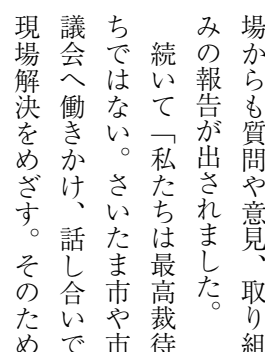 場からも質問や意見、取り組
みの報告が出されました。
続いて「私たちは最高裁待
ちではない。さいたま市や市
議会へ働きかけ、話し合いで
現場解決をめざす。そのため